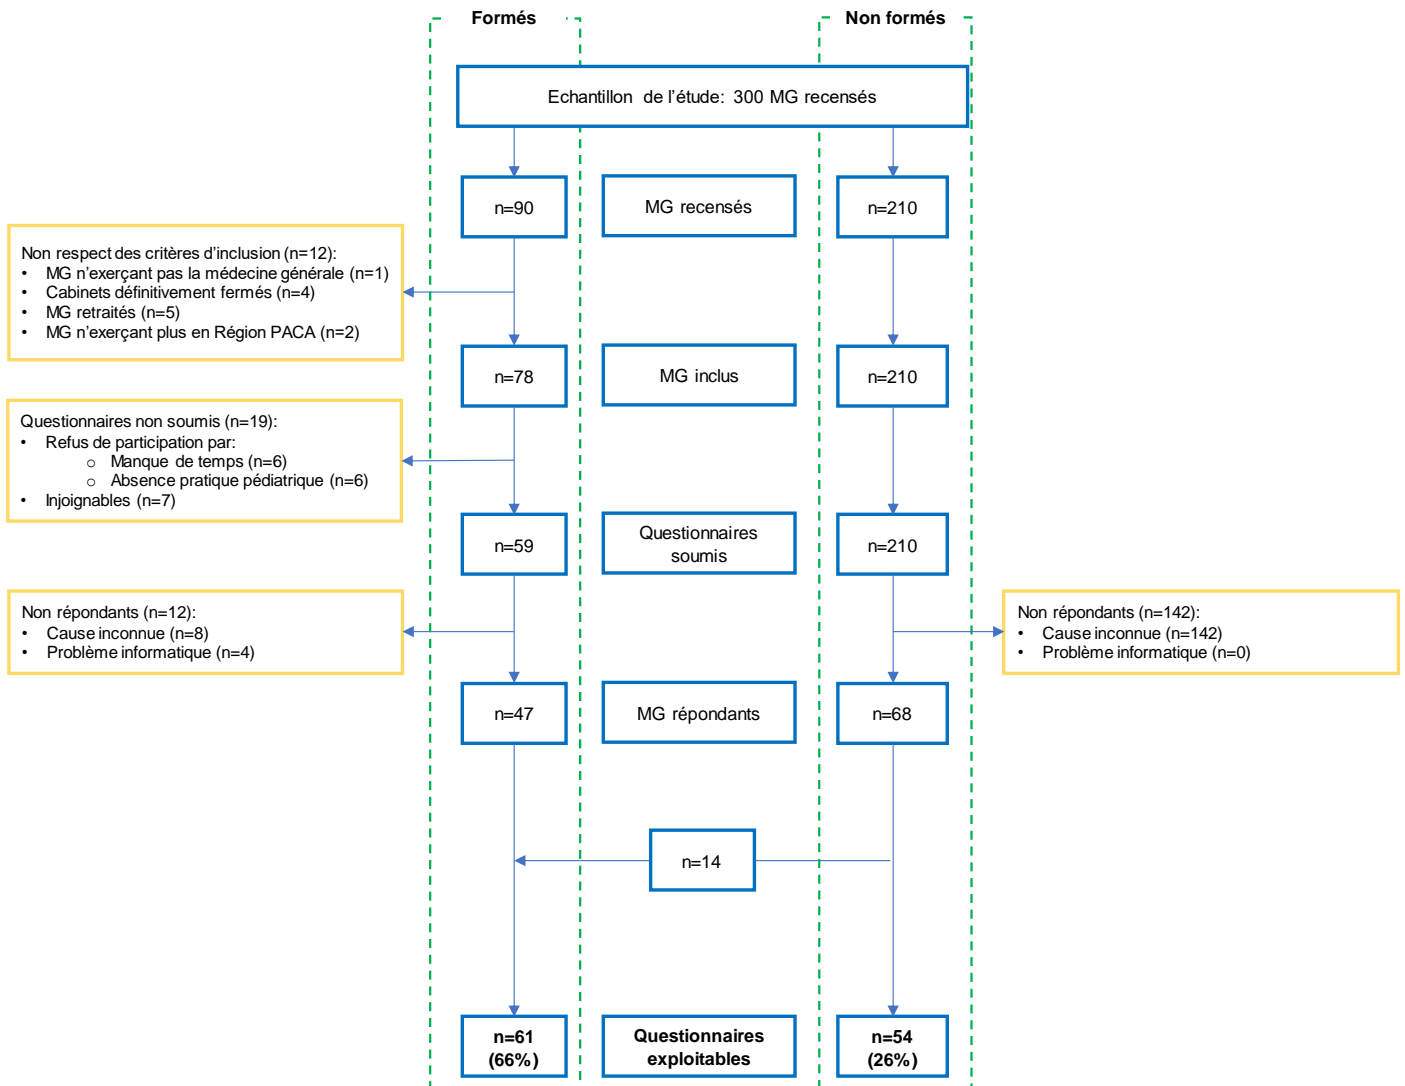 Formés
Non formés
Echantillon de l’étude: 300 MG recensés
n=90
MG recensés
n=210
Non respect des critères d’inclusion (n=12):
• MG n’exerçant pas la médecine générale (n=1)
• Cabinets définitivement fermés (n=4)
• MG retraités (n=5)
• MG n’exerçant plus en Région PACA (n=2)
n=78
MG inclus
n=210
Questionnaires non soumis (n=19):
• Refus de participation par:
o Manque de temps (n=6)
o Absence pratique pédiatrique (n=6)
• Injoignables (n=7)
n=59
Questionnaires
soumis
n=210
Non répondants (n=12):
• Cause inconnue (n=8)
• Problème informatique (n=4)
Non répondants (n=142):
• Cause inconnue (n=142)
• Problème informatique (n=0)
n=47
MG répondants
n=68
n=14
n=61
(66%)
Questionnaires
exploitables
n=54
(26%)